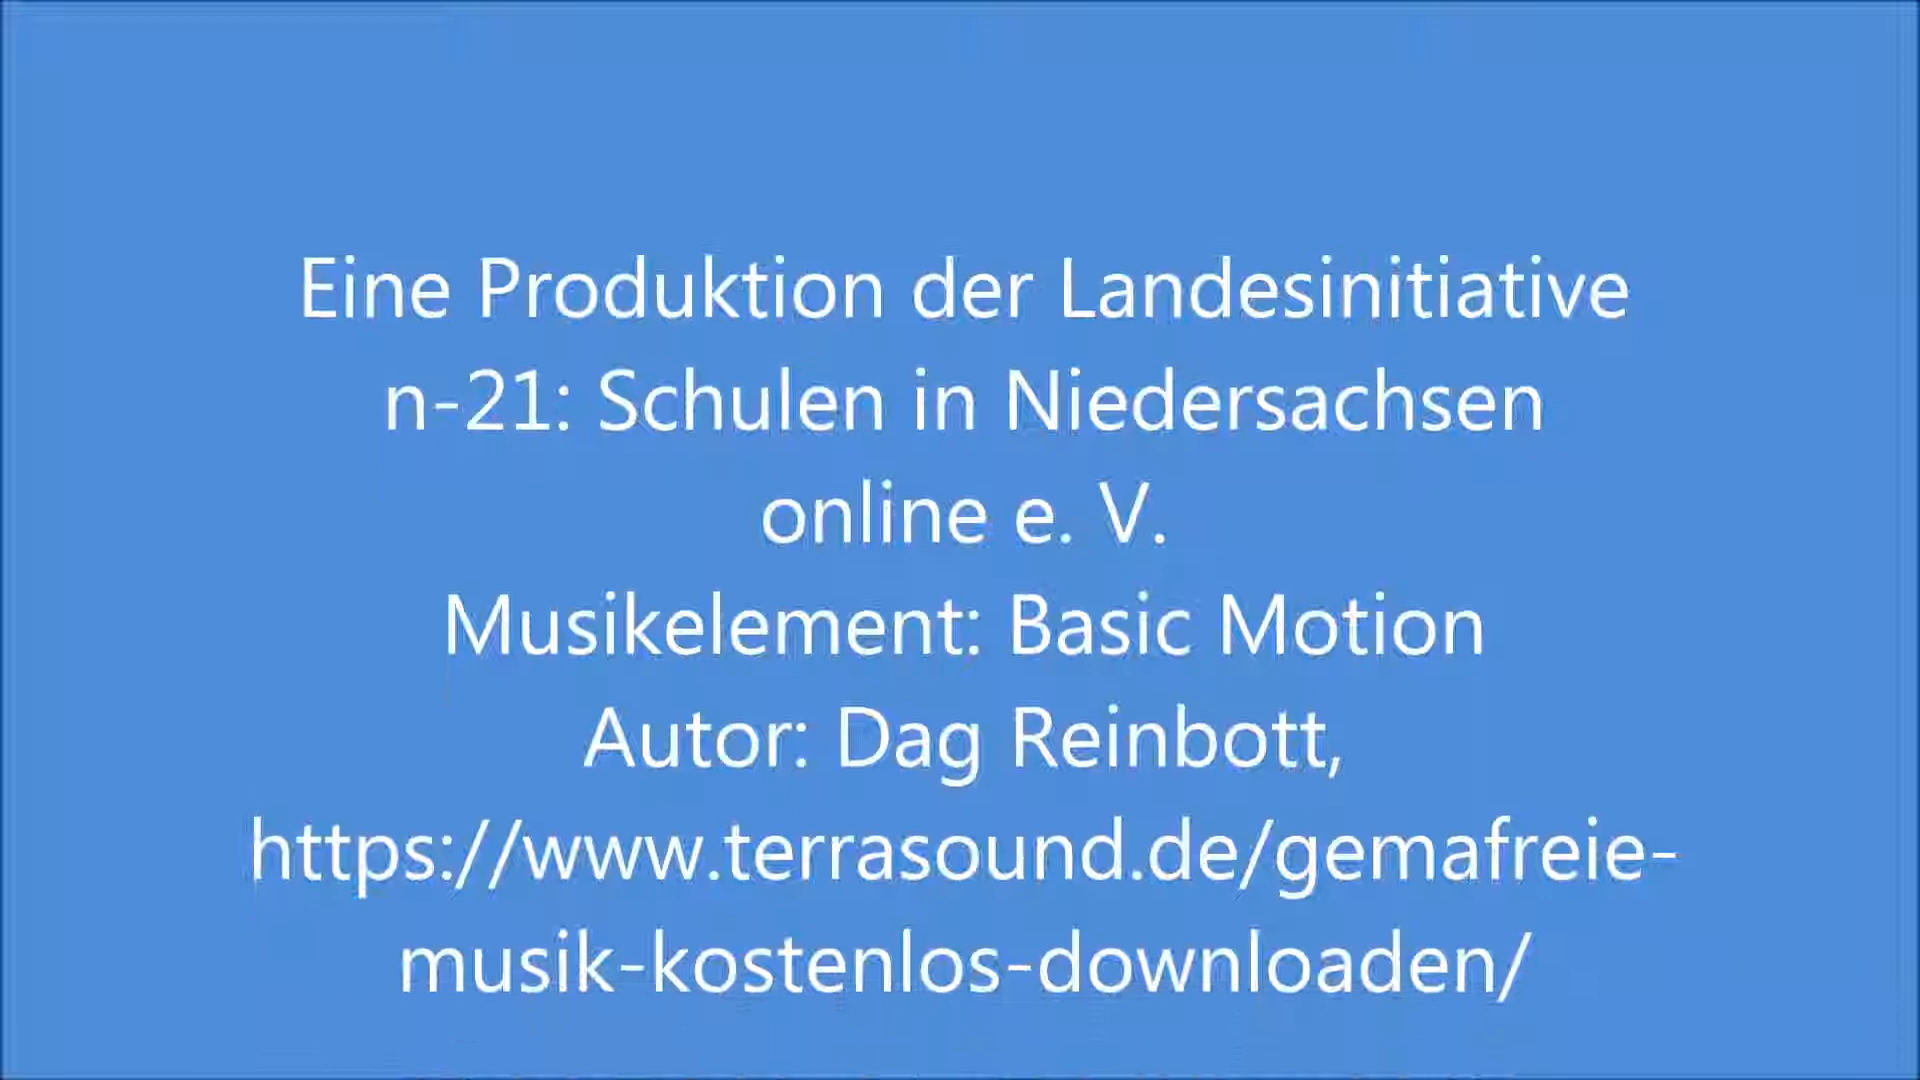 Eine Produktion der Landesinitiative
n-21: Schulen in Niedersachsen
online e. V.
Musikelement: Basic Motion
Autor: Dag Reinbott,
https://www.terrasound.de/gemafreie-
musik-kostenlos-downloaden/